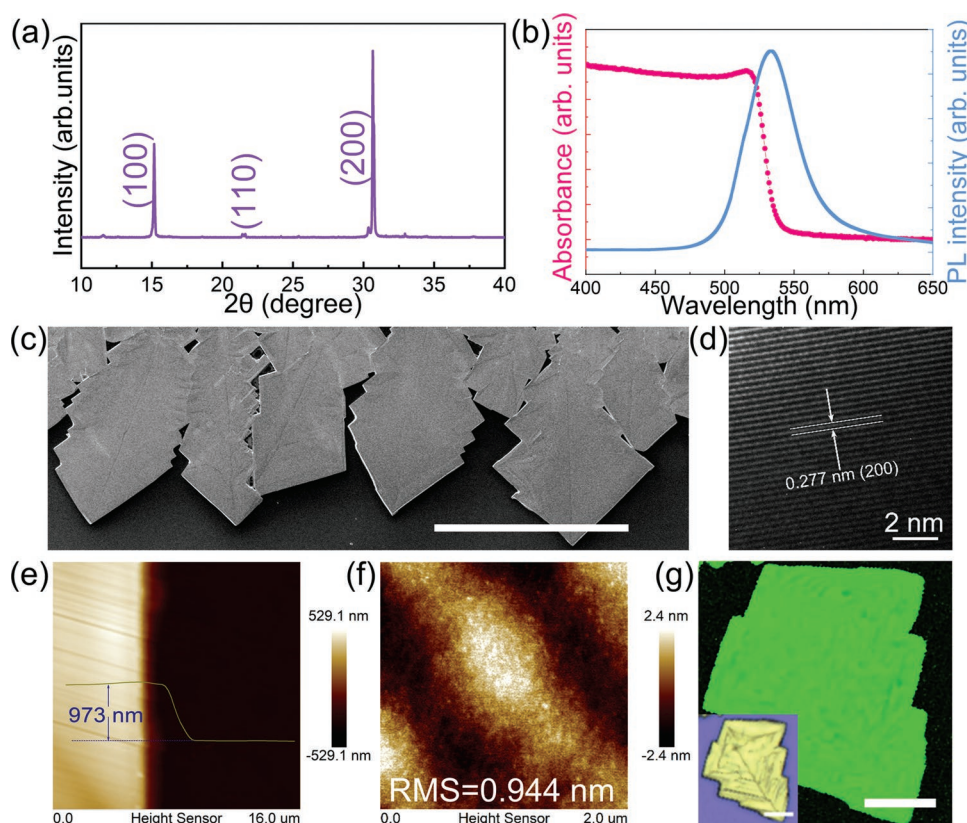 (a)
Intensity (arb.units)
(100)
(110)
(200)
10 15 20 25 30 35 40
2θ (degree)
(b)
Absorbance (arb. units)
PL intensity (arb. units)
400 450 500 550 600 650
Wavelength (nm)
(c)
(d)
0.277 nm (200)
2 nm
(e)
973 nm
0.0 Height Sensor 16.0 um
529.1 nm
-529.1 nm
(f)
RMS=0.944 nm
0.0 Height Sensor 2.0 um
2.4 nm
-2.4 nm
(g)